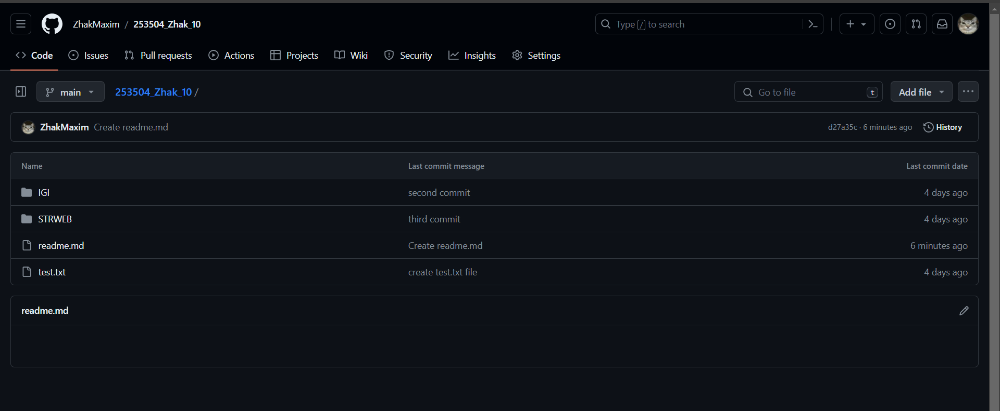 ZhakMaxim / 253504_Zhak_10
Type / to search
Code Issues Pull requests Actions Projects Wiki Security Insights Settings
main 253504_Zhak_10 / Go to file t Add file
ZhakMaxim Create readme.md d27a35c · 6 minutes ago History
Name Last commit message Last commit date
IGI second commit 4 days ago
STRWEB third commit 4 days ago
readme.md Create readme.md 6 minutes ago
test.txt create test.txt file 4 days ago
readme.md